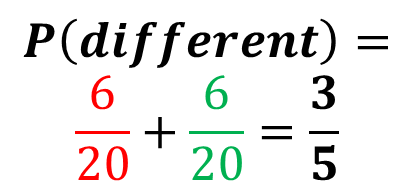 P(different) =
6/20 + 6/20 = 3/5